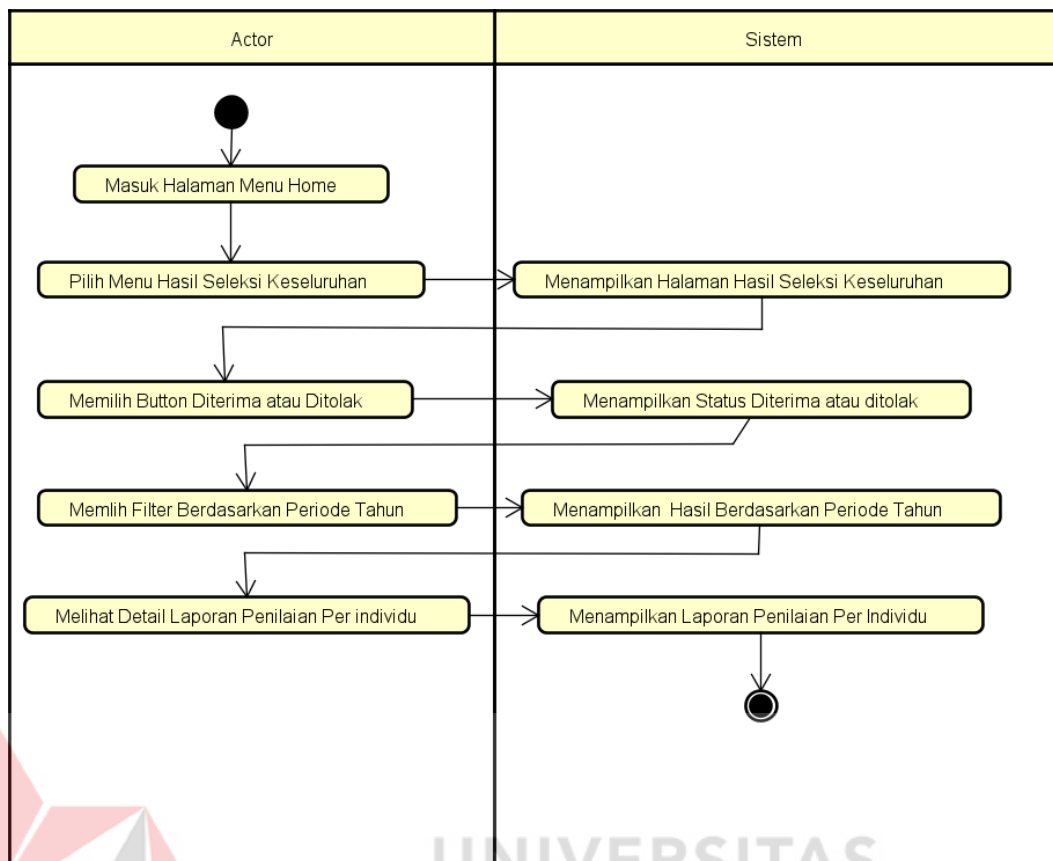 Actor
Sistem
Masuk Halaman Menu Home
Pilih Menu Hasil Seleksi Keseluruhan
Menampilkan Halaman Hasil Seleksi Keseluruhan
Memilih Button Diterima atau Ditolak
Menampilkan Status Diterima atau ditolak
Memlih Filter Berdasarkan Periode Tahun
Menampilkan Hasil Berdasarkan Periode Tahun
Melihat Detail Laporan Penilaian Per individu
Menampilkan Laporan Penilaian Per Individu
UNIVERSITAS